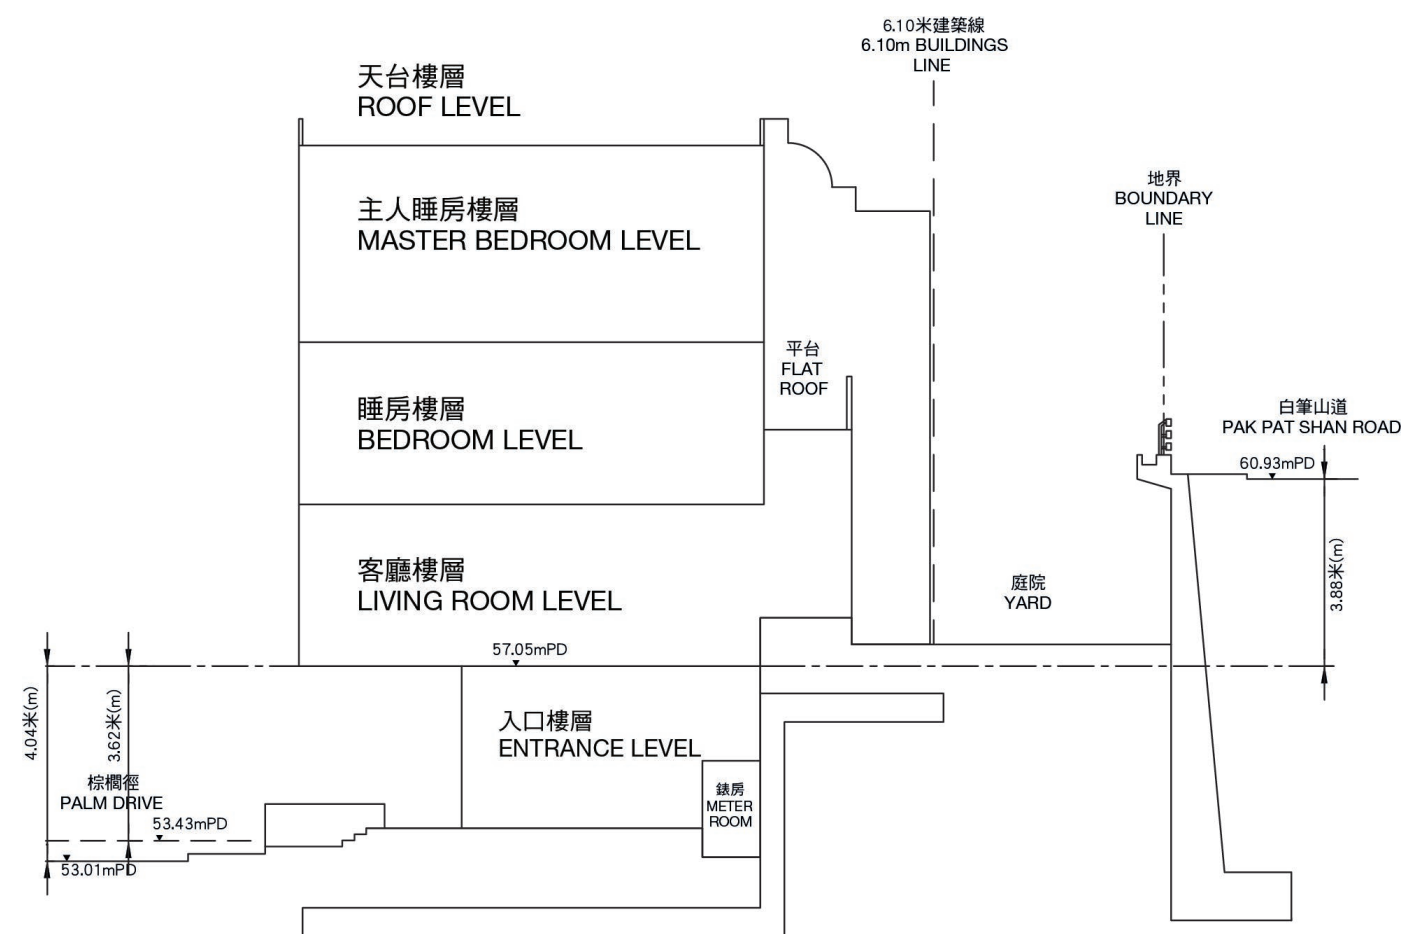 6.10米建築線
6.10m BUILDINGS
LINE
天台樓層
ROOF LEVEL
地界
BOUNDARY
LINE
主人睡房樓層
MASTER BEDROOM LEVEL
平台
FLAT
ROOF
睡房樓層
BEDROOM LEVEL
白筆山道
PAK PAT SHAN ROAD
60.93mPD
3.88米(m)
客廳樓層
LIVING ROOM LEVEL
庭院
YARD
57.05mPD
4.04米(m)
3.62米(m)
入口樓層
ENTRANCE LEVEL
棕櫚徑
PALM DRIVE
錶房
METER
ROOM
53.43mPD
53.01mPD